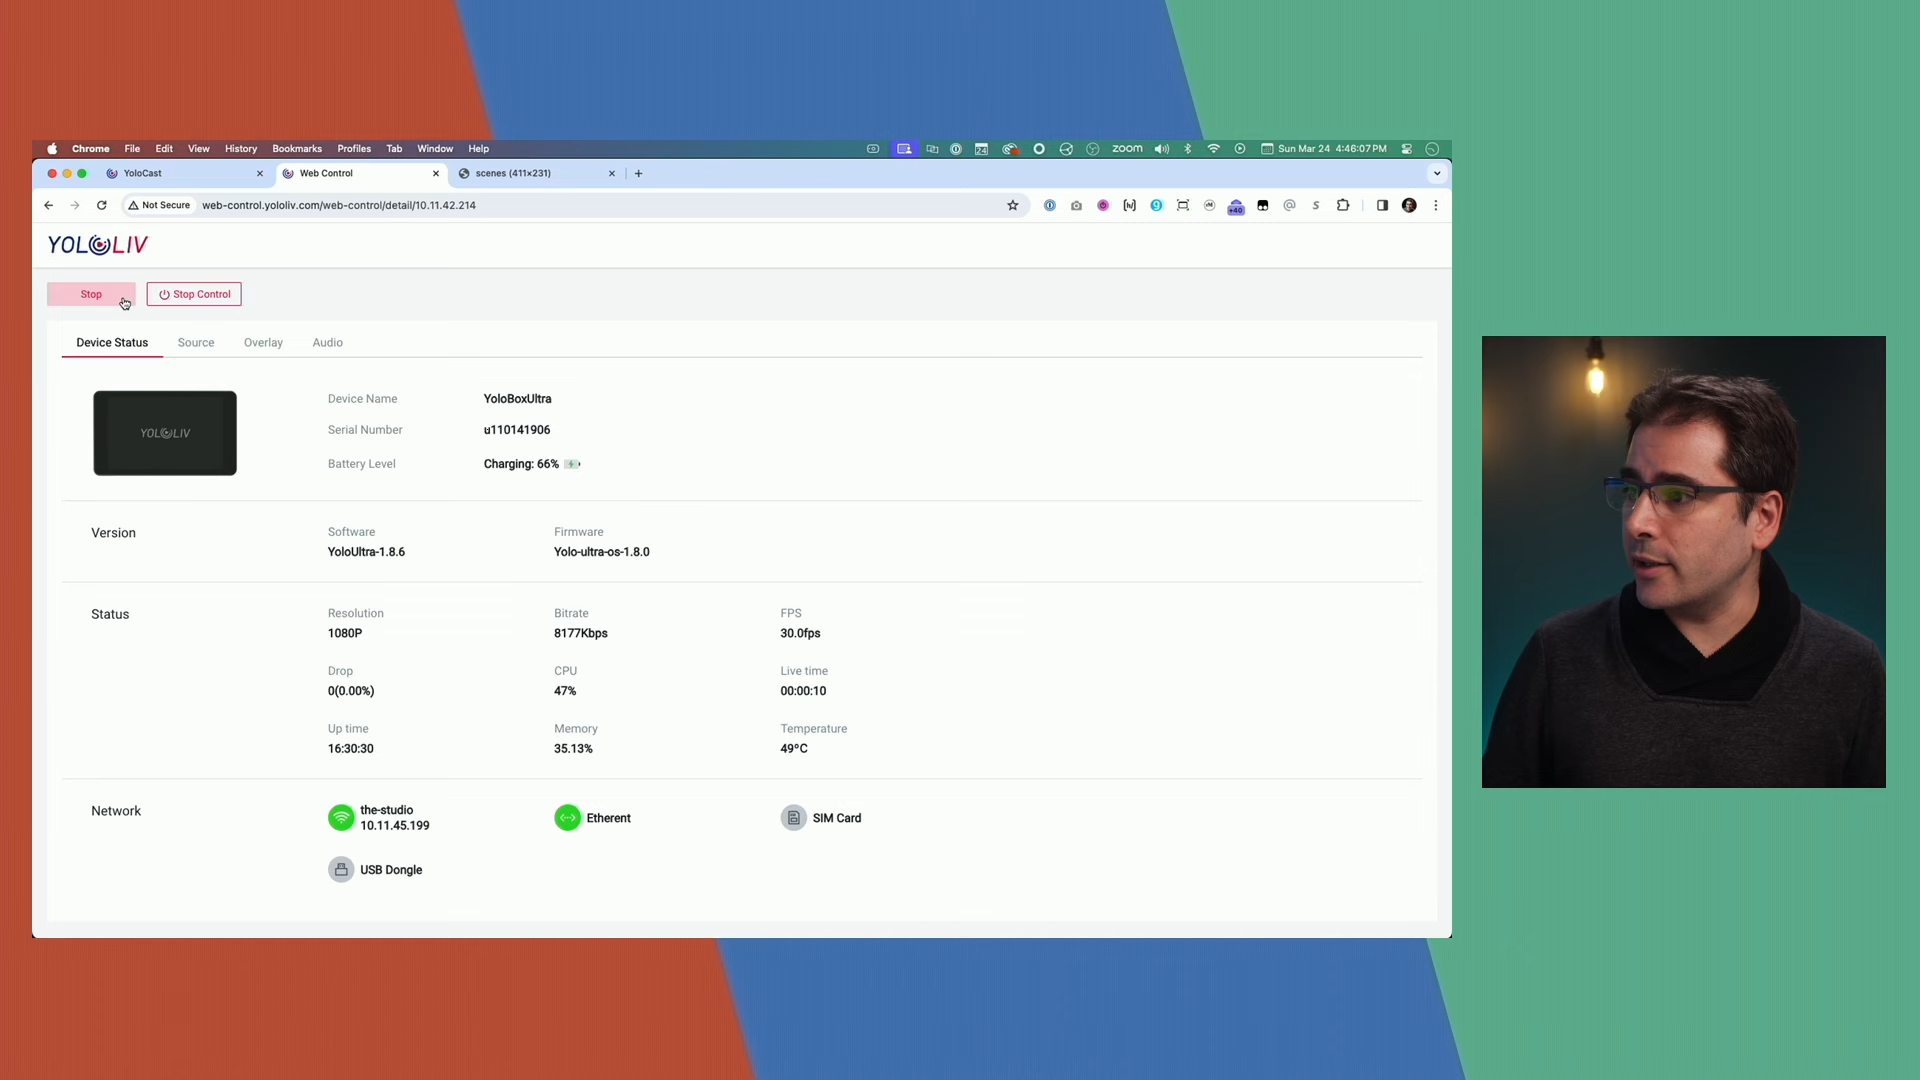 Chrome File Edit View History Bookmarks Profiles Tab Window Help
24
zoom
Sun Mar 24 4:46:07 PM
YoloCast
Web Control
scenes (411×231)
Not Secure
web-control.yololiv.com/web-control/detail/10.11.42.214
+40
YOLOLIV
Stop
Stop Control
Device Status
Source
Overlay
Audio
YOLOLIV
Device Name
YoloBoxUltra
Serial Number
u110141906
Battery Level
Charging: 66%
Version
Software
Firmware
YoloUltra-1.8.6
Yolo-ultra-os-1.8.0
Status
Resolution
Bitrate
FPS
1080P
8177Kbps
30.0fps
Drop
CPU
Live time
0(0.00%)
47%
00:00:10
Up time
Memory
Temperature
16:30:30
35.13%
49°C
Network
the-studio
10.11.45.199
Etherent
SIM Card
USB Dongle